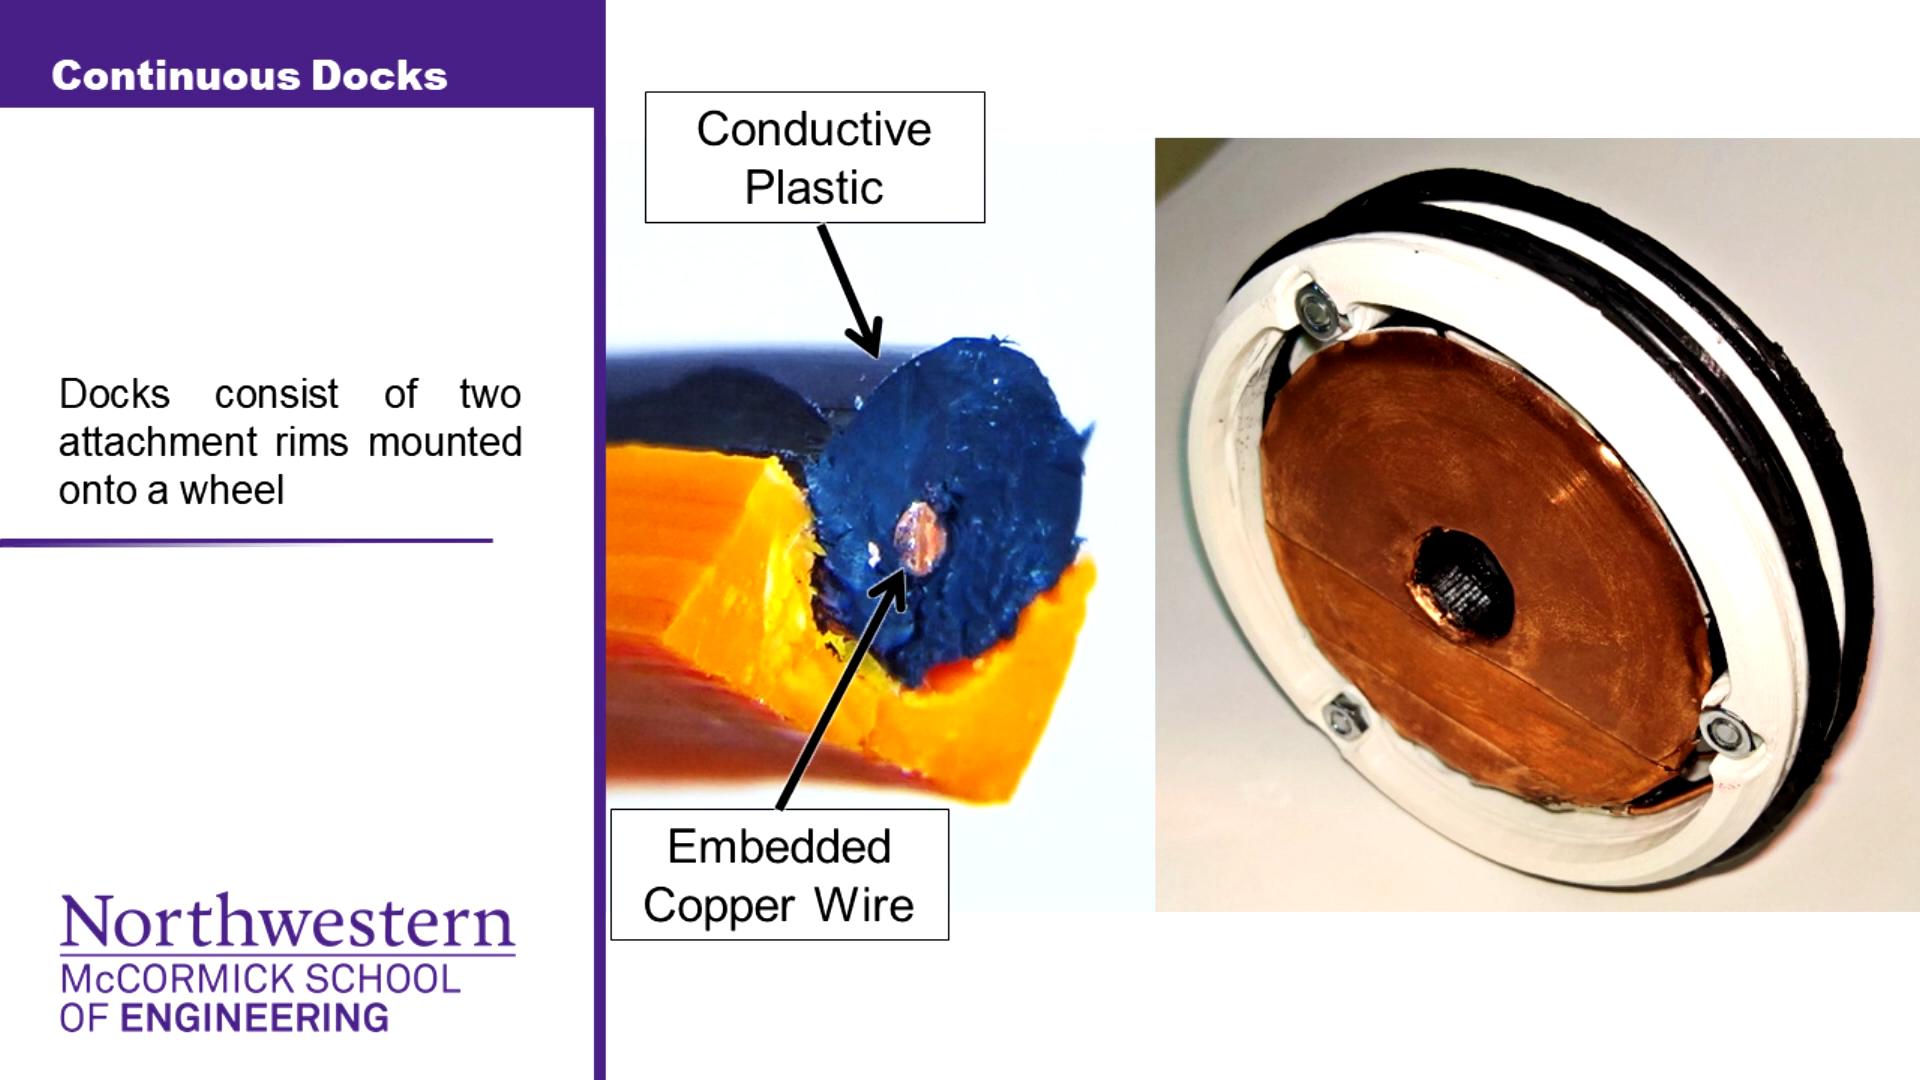 Continuous Docks
Docks consist of two
attachment rims mounted
onto a wheel
Conductive
Plastic
Embedded
Copper Wire
Northwestern
McCORMICK SCHOOL
OF ENGINEERING